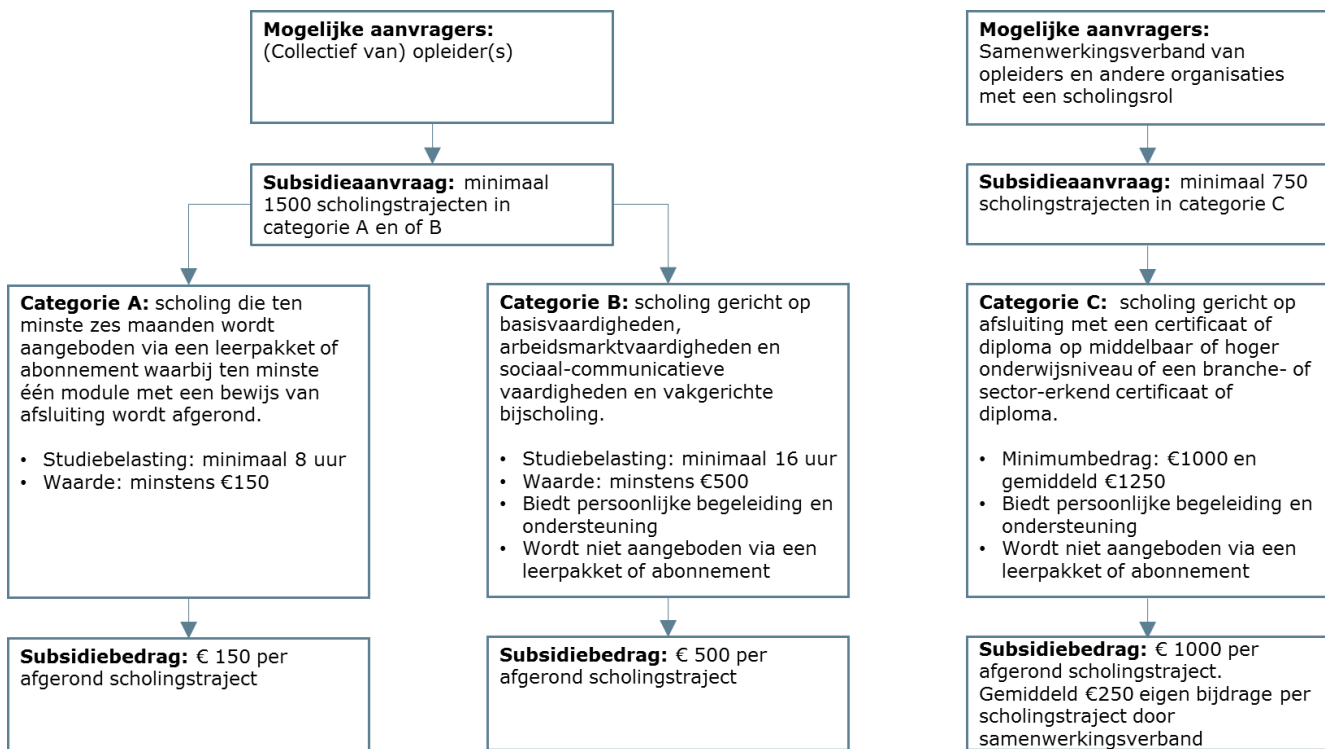 Mogelijke aanvragers:
(Collectief van) opleider(s)
Mogelijke aanvragers:
Samenwerkingsverband van
opleiders en andere organisaties
met een scholingsrol
Subsidieaanvraag: minimaal
1500 scholingstrajecten in
categorie A en of B
Subsidieaanvraag: minimaal 750
scholingstrajecten in categorie C
Categorie A: scholing die ten
minste zes maanden wordt
aangeboden via een leerpakket of
abonnement waarbij ten minste
één module met een bewijs van
afsluiting wordt afgerond.
• Studiebelasting: minimaal 8 uur
• Waarde: minstens €150
Categorie B: scholing gericht op
basisvaardigheden,
arbeidsmarktvaardigheden en
sociaal-communicatieve
vaardigheden en vakgerichte
bijscholing.
• Studiebelasting: minimaal 16 uur
• Waarde: minstens €500
• Biedt persoonlijke begeleiding en
ondersteuning
• Wordt niet aangeboden via een
leerpakket of abonnement
Categorie C: scholing gericht op
afsluiting met een certificaat of
diploma op middelbaar of hoger
onderwijsniveau of een branche- of
sector-erkend certificaat of
diploma.
• Minimumbedrag: €1000 en
gemiddeld €1250
• Biedt persoonlijke begeleiding en
ondersteuning
• Wordt niet aangeboden via een
leerpakket of abonnement
Subsidiebedrag: € 150 per
afgerond scholingstraject
Subsidiebedrag: € 500 per
afgerond scholingstraject
Subsidiebedrag: € 1000 per
afgerond scholingstraject.
Gemiddeld €250 eigen bijdrage per
scholingstraject door
samenwerkingsverband